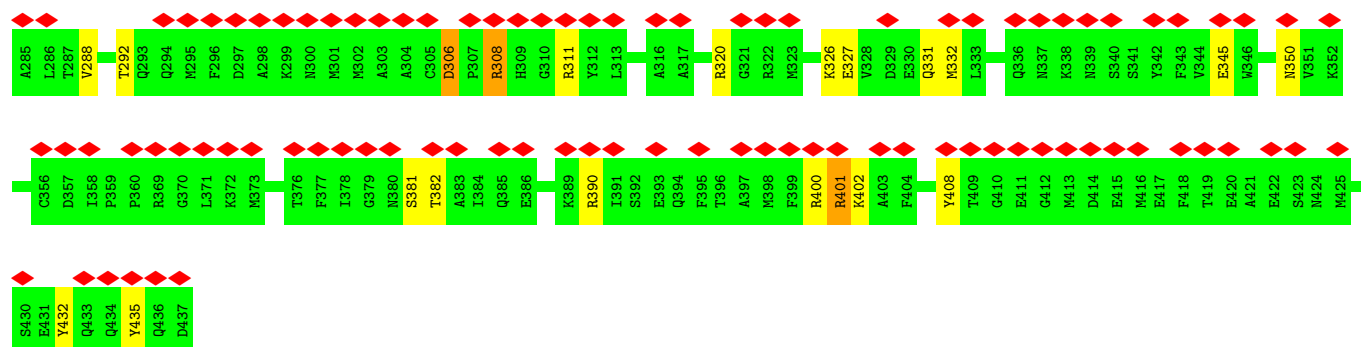 A285 L286 T287 V288 T292 Q293 Q294 M295 F296 D297 A298 K299 N300 M301 M302 A303 A304 C305 D306 P307 R308 H309 G310 R311 Y312 L313 A316 A317 R320 G321 R322 M323 K326 E327 V328 D329 E330 Q331 M332 L333 Q336 N337 K338 N339 S340 S341 Y342 F343 V344 E345 W346 N350 V351 K352
C356 D357 I358 P359 P360 R369 G370 L371 K372 M373 T376 F377 I378 G379 N380 S381 T382 A383 I384 Q385 E386 K389 R390 I391 S392 E393 Q394 F395 T396 A397 M398 F399 R400 R401 K402 A403 F404 Y408 T409 G410 E411 G412 M413 D414 E415 M416 E417 F418 T419 E420 A421 E422 S423 N424 M425
S430 E431 Y432 Q433 Q434 Y435 Q436 D437